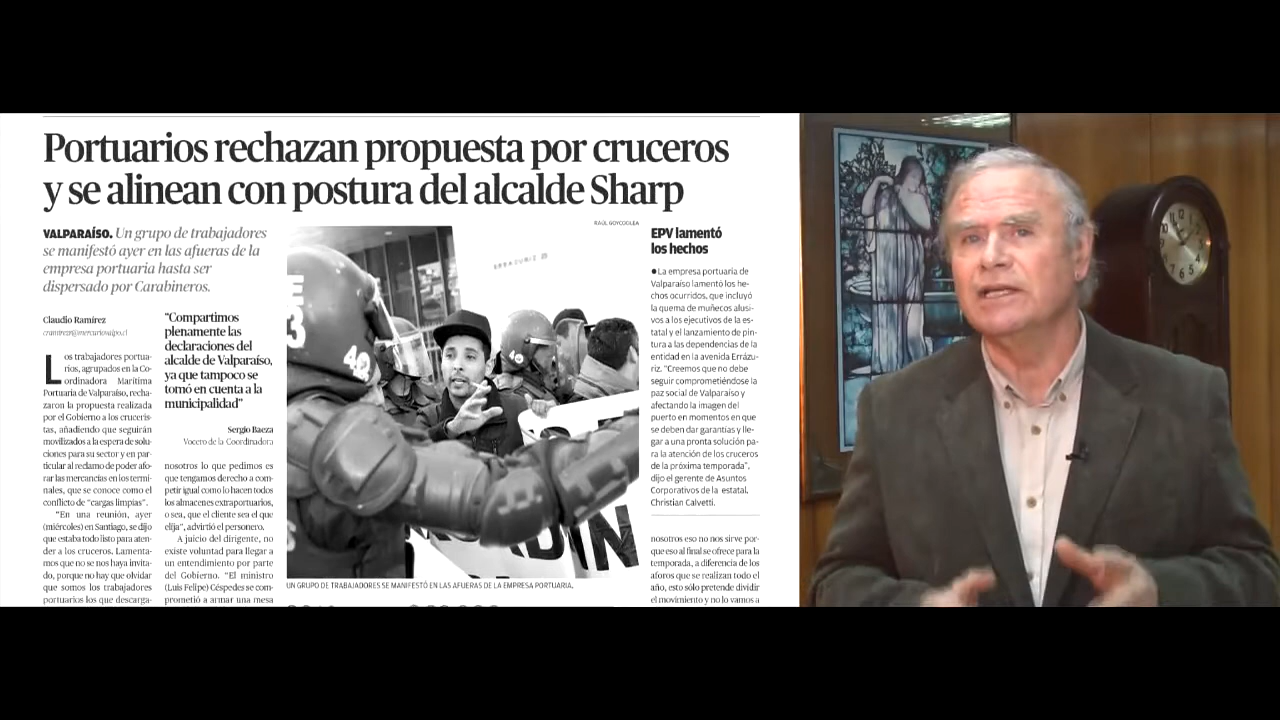 Portuarios rechazan propuesta por cruceros
y se alinean con postura del alcalde Sharp
VALPARAÍSO. Un grupo de trabajadores
se manifestó ayer en las afueras de la
empresa portuaria hasta ser
dispersado por Carabineros.
Claudio Ramírez
cramirez@mercuriovalpo.cl
Los trabajadores portua-
rios, agrupados en la Co-
ordinadora Marítima
Portuaria de Valparaíso, recha-
zaron la propuesta realizada
por el Gobierno a los cruceris-
tas, añadiendo que seguirán
movilizados a la espera de solu-
ciones para su sector y en par-
ticular al reclamo de poder afo-
rar las mercancías en los termi-
nales, que se conoce como el
conflicto de "cargas limpias".
"En una reunión, ayer
(miércoles) en Santiago, se dijo
que estaba todo listo para aten-
der a los cruceros. Lamenta-
mos que no se nos haya invita-
do, porque no hay que olvidar
que somos los trabajadores
portuarios los que descarga-
"Compartimos
plenamente las
declaraciones del
alcalde de Valparaíso,
ya que tampoco se
tomó en cuenta a la
municipalidad"
Sergio Baeza
Vocero de la Coordinadora
nosotros lo que pedimos es
que tengamos derecho a com-
petir igual como lo hacen todos
los almacenes extraportuarios,
o sea, que el cliente sea el que
elija", advirtió el personero.
A juicio del dirigente, no
existe voluntad para llegar a
un entendimiento por parte
del Gobierno. "El ministro
(Luis Felipe) Céspedes se com-
prometió a armar una mesa
RAÚL GOYCOOLEA
ERRAZURIZ
3
42
40
UN GRUPO DE TRABAJADORES SE MANIFESTÓ EN LAS AFUERAS DE LA EMPRESA PORTUARIA.
EPV lamentó
los hechos
●La empresa portuaria de
Valparaíso lamentó los he-
chos ocurridos, que incluyó
la quema de muñecos alusi-
vos a los ejecutivos de la es-
tatal y el lanzamiento de pin-
tura a las dependencias de la
entidad en la avenida Errázu-
riz. "Creemos que no debe
seguir comprometiéndose la
paz social de Valparaíso y
afectando la imagen del
puerto en momentos en que
se deben dar garantías y lle-
gar a una pronta solución pa-
ra la atención de los cruceros
de la próxima temporada",
dijo el gerente de Asuntos
Corporativos de la estatal,
Christian Calvetti.
nosotros eso no nos sirve por-
que eso al final se ofrece para la
temporada, a diferencia de los
aforos que se realizan todo el
año, esto sólo pretende dividir
el movimiento y no lo vamos a